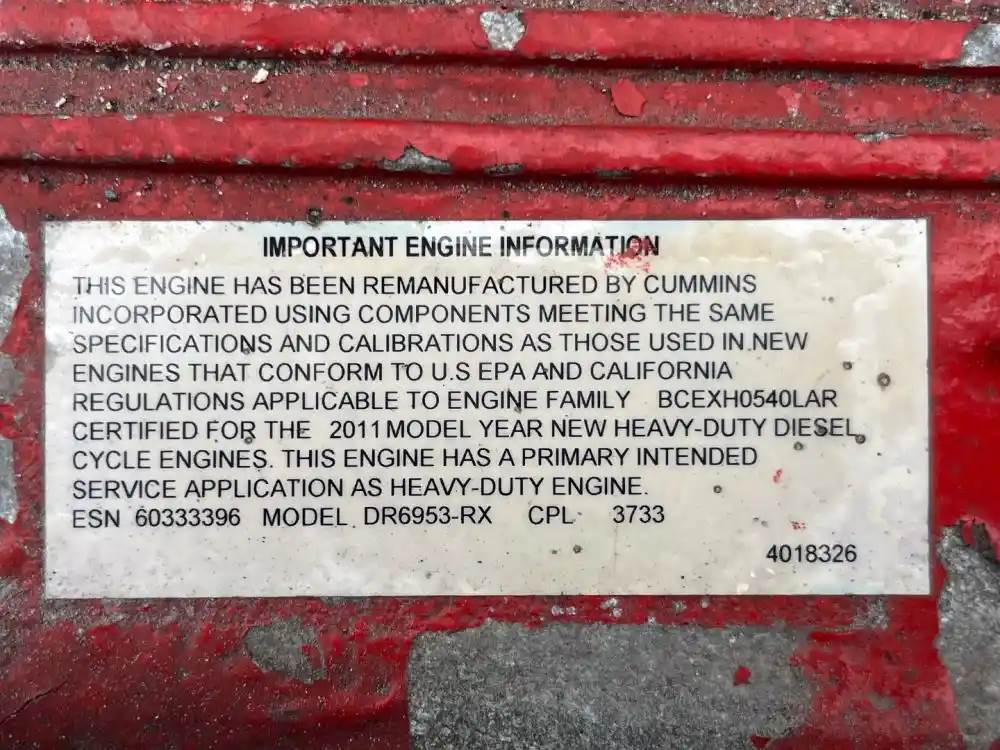 IMPORTANT ENGINE INFORMATION
THIS ENGINE HAS BEEN REMANUFACTURED BY CUMMINS
INCORPORATED USING COMPONENTS MEETING THE SAME
SPECIFICATIONS AND CALIBRATIONS AS THOSE USED IN NEW
ENGINES THAT CONFORM TO U.S EPA AND CALIFORNIA
REGULATIONS APPLICABLE TO ENGINE FAMILY BCEXH0540LAR
CERTIFIED FOR THE 2011 MODEL YEAR NEW HEAVY-DUTY DIESEL
CYCLE ENGINES. THIS ENGINE HAS A PRIMARY INTENDED
SERVICE APPLICATION AS HEAVY-DUTY ENGINE.
ESN 60333396 MODEL DR6953-RX CPL 3733
4018326